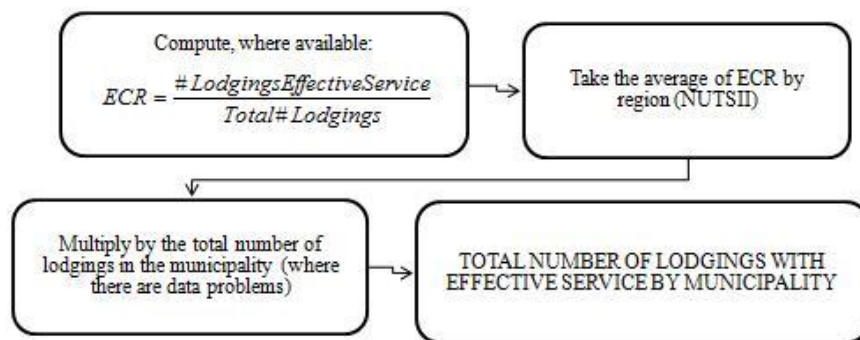 Compute, where available:
ECR = #LodgingsEffectiveService / Total#Lodgings
Take the average of ECR by
region (NUTSII)
Multiply by the total number of
lodgings in the municipality (where
there are data problems)
TOTAL NUMBER OF LODGINGS WITH
EFFECTIVE SERVICE BY MUNICIPALITY